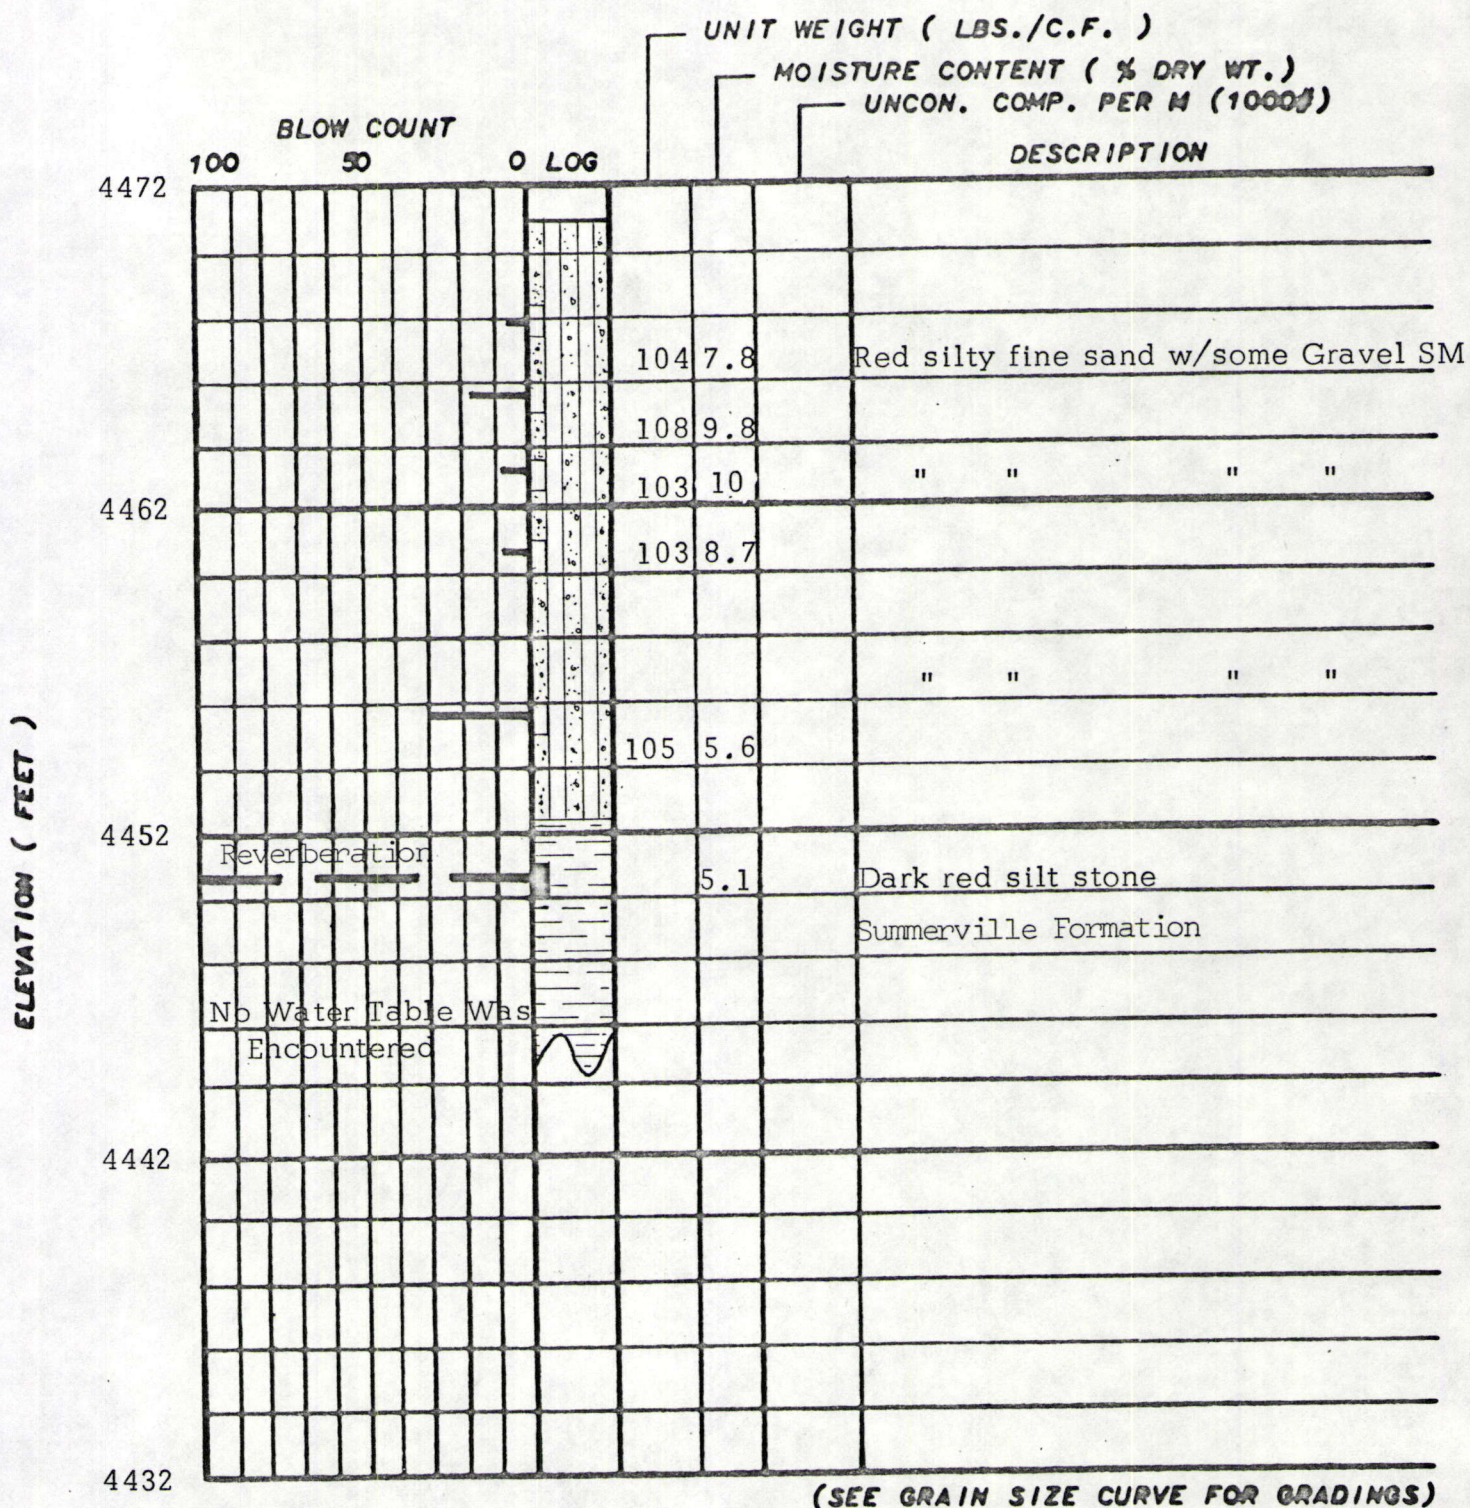 UNIT WEIGHT ( LBS./C.F. )
MOISTURE CONTENT ( % DRY WT. )
UNCON. COMP. PER M (1000#)
BLOW COUNT
100 50 0 LOG DESCRIPTION
4472
104 7.8 Red silty fine sand w/some Gravel SM
108 9.8
103 10 " " " "
4462
103 8.7
" " " "
105 5.6
ELEVATION ( FEET )
4452
Reverberation
5.1 Dark red silt stone
Summerville Formation
No Water Table Was
Encountered
4442
4432
(SEE GRAIN SIZE CURVE FOR GRADINGS)